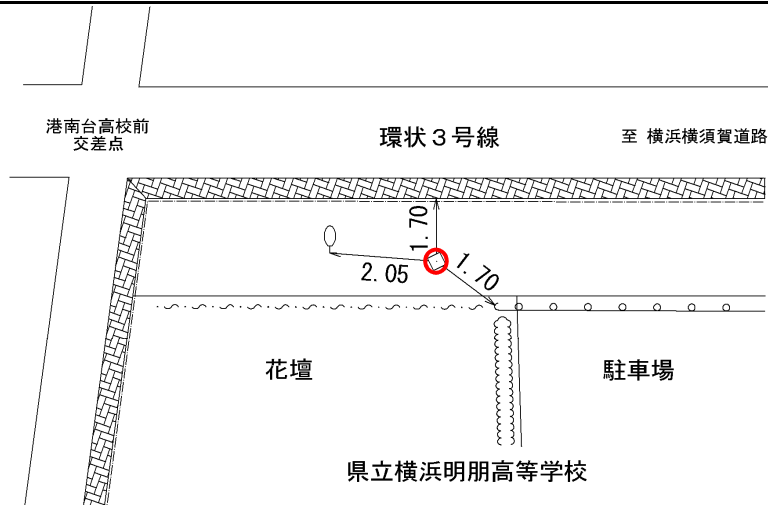 港南台高校前
交差点
環状３号線
至 横浜横須賀道路
1.70
2.05
1.70
花壇
駐車場
県立横浜明朋高等学校